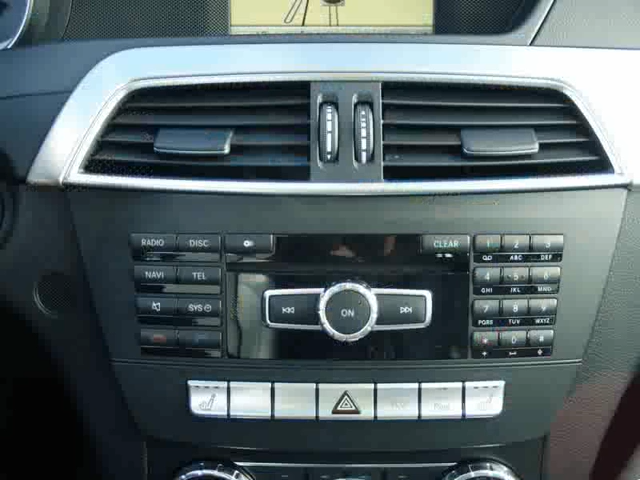 RADIO DISC CLEAR 1 2 3
ABC DEF
NAVI TEL 4 5 6
GHI JKL MNO
SYS ON 7 8 9
PQRS TUV WXYZ
* 0 #